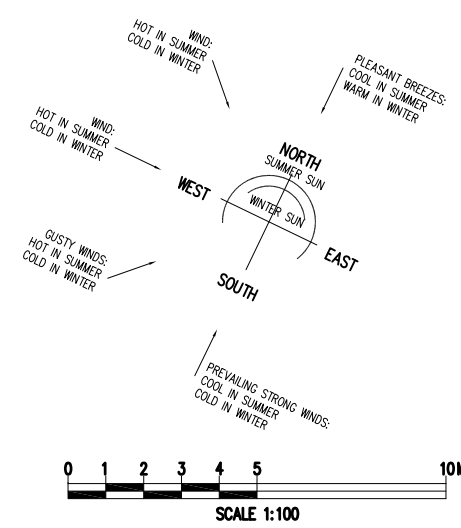 WIND:
HOT IN SUMMER
COLD IN WINTER
PLEASANT BREEZES:
COOL IN SUMMER
WARM IN WINTER
WIND:
HOT IN SUMMER
COLD IN WINTER
NORTH
SUMMER SUN
WEST
WINTER SUN
EAST
SOUTH
GUSTY WINDS:
HOT IN SUMMER
COLD IN WINTER
PREVAILING STRONG WINDS:
COOL IN SUMMER
COLD IN WINTER
0 1 2 3 4 5 10
SCALE 1:100